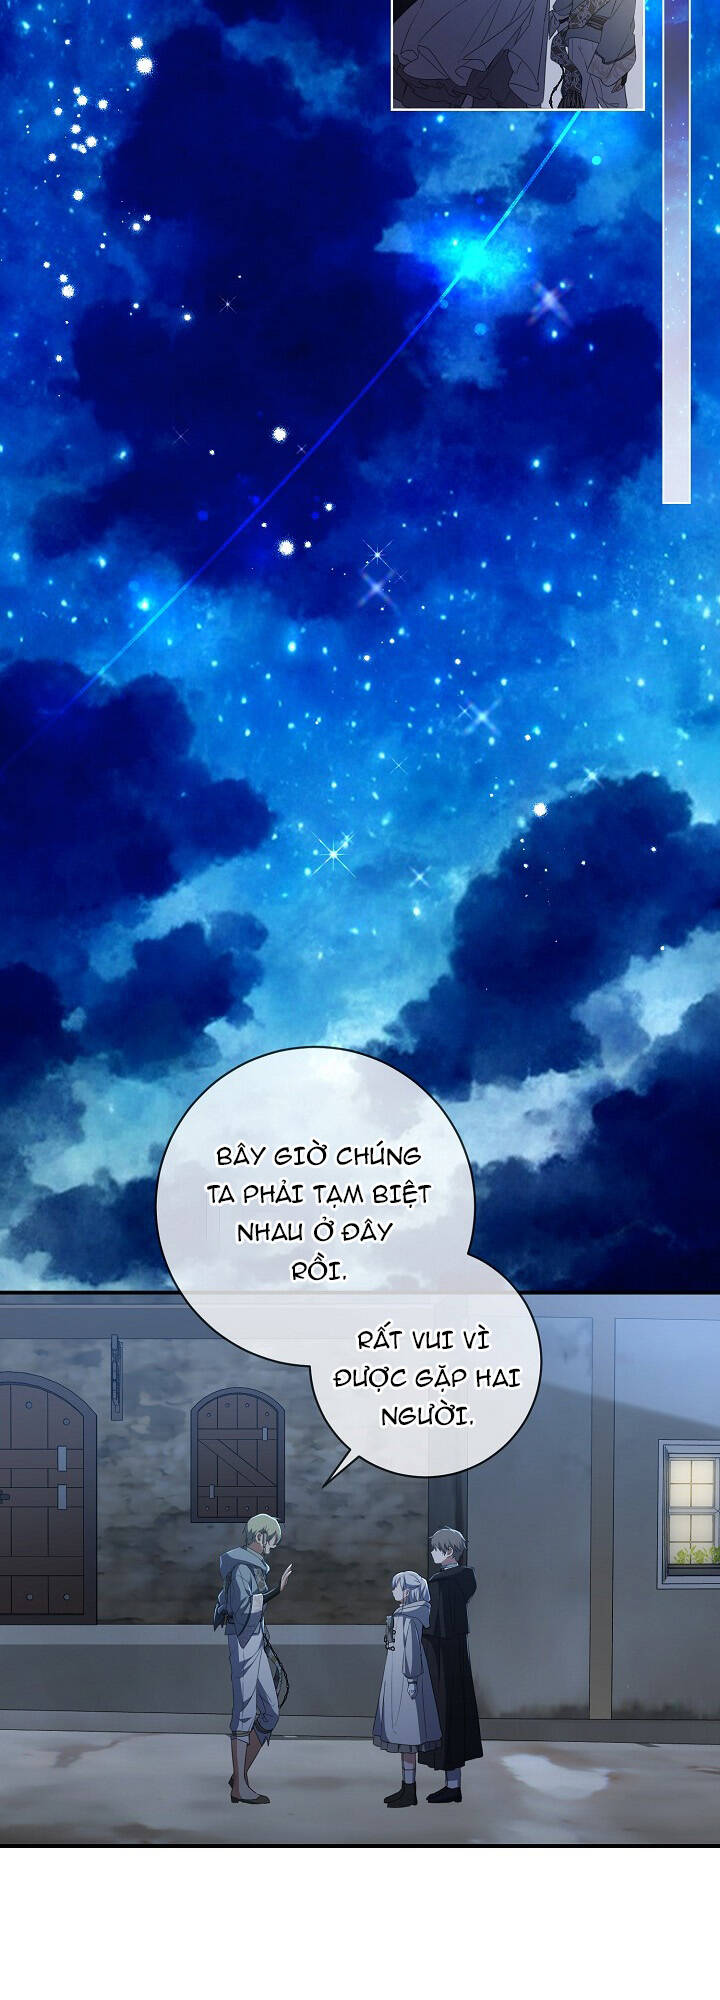 BÂY GIỜ CHÚNG
TA PHẢI TẠM BIỆT
NHAU Ở ĐÂY
RỒI.
RẤT VUI VÌ
ĐƯỢC GẶP HAI
NGƯỜI.